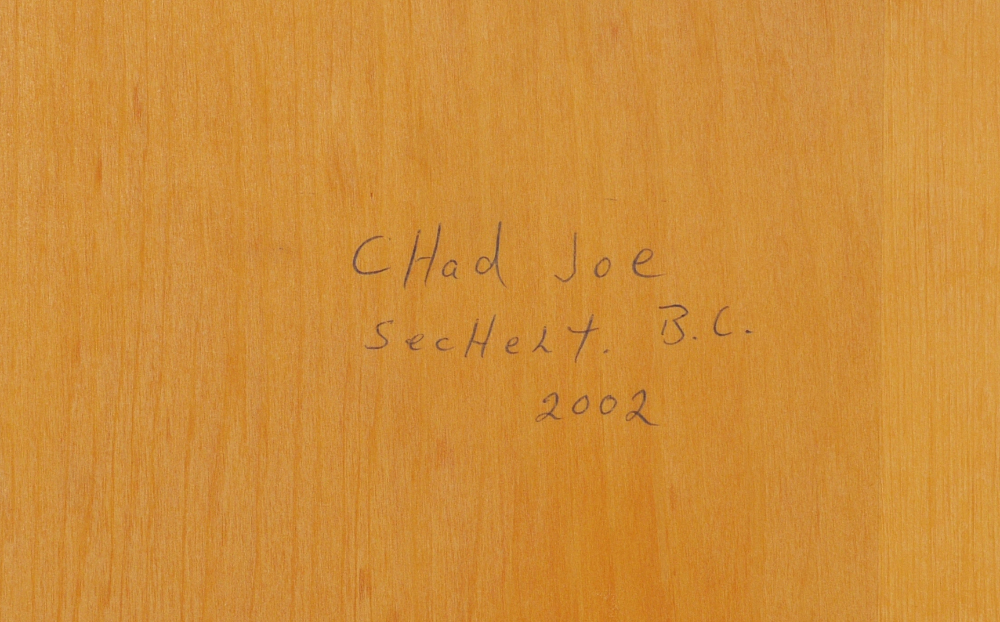 CHad Joe
SecHeLt. B.C.
2002